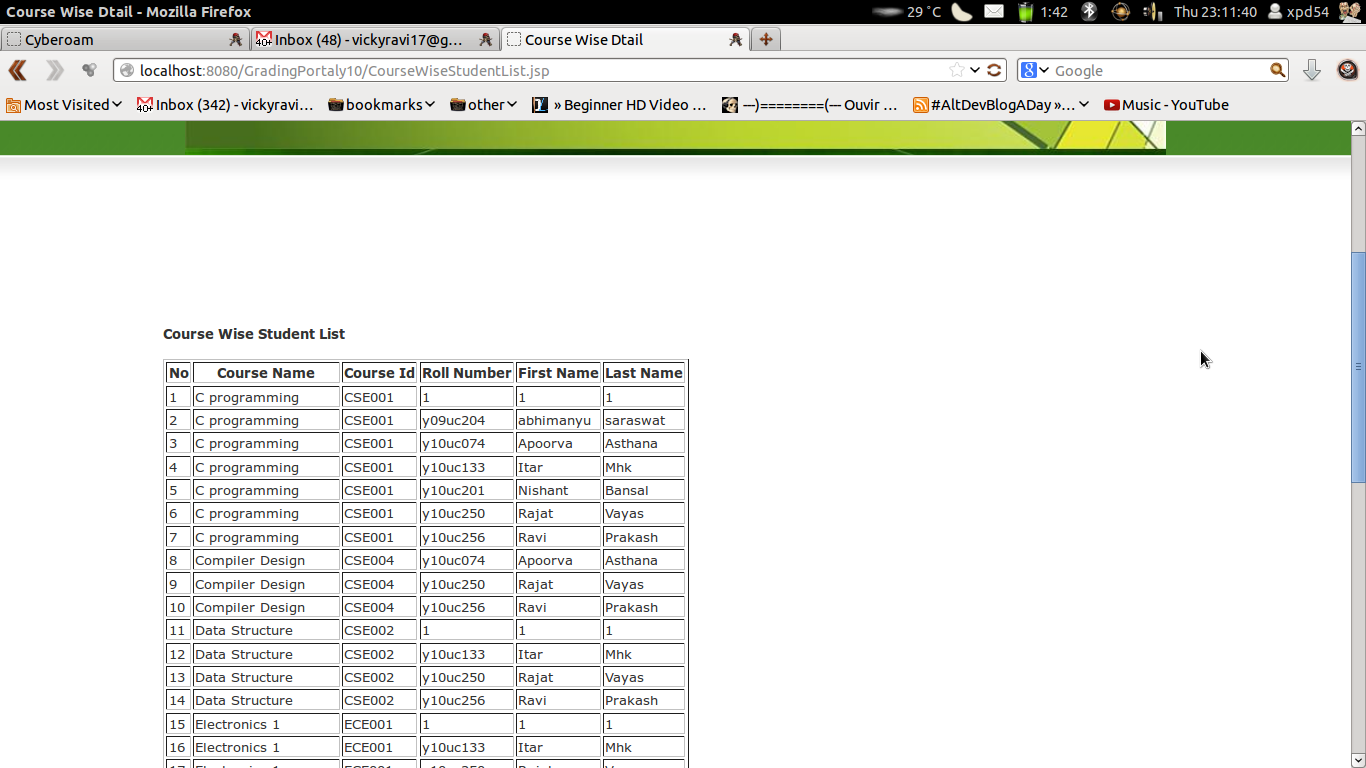 Course Wise Dtail - Mozilla Firefox 29 °C 1:42 Thu 23:11:40 xpd54
Cyberoam Inbox (48) - vickyravi17@g... Course Wise Dtail
localhost:8080/GradingPortaly10/CourseWiseStudentList.jsp Google
Most Visited Inbox (342) - vickyravi... bookmarks other » Beginner HD Video ... ---)========(--- Ouvir ... #AltDevBlogADay »... Music - YouTube
Course Wise Student List
No Course Name Course Id Roll Number First Name Last Name
1 C programming CSE001 1 1 1
2 C programming CSE001 y09uc204 abhimanyu saraswat
3 C programming CSE001 y10uc074 Apoorva Asthana
4 C programming CSE001 y10uc133 Itar Mhk
5 C programming CSE001 y10uc201 Nishant Bansal
6 C programming CSE001 y10uc250 Rajat Vayas
7 C programming CSE001 y10uc256 Ravi Prakash
8 Compiler Design CSE004 y10uc074 Apoorva Asthana
9 Compiler Design CSE004 y10uc250 Rajat Vayas
10 Compiler Design CSE004 y10uc256 Ravi Prakash
11 Data Structure CSE002 1 1 1
12 Data Structure CSE002 y10uc133 Itar Mhk
13 Data Structure CSE002 y10uc250 Rajat Vayas
14 Data Structure CSE002 y10uc256 Ravi Prakash
15 Electronics 1 ECE001 1 1 1
16 Electronics 1 ECE001 y10uc133 Itar Mhk